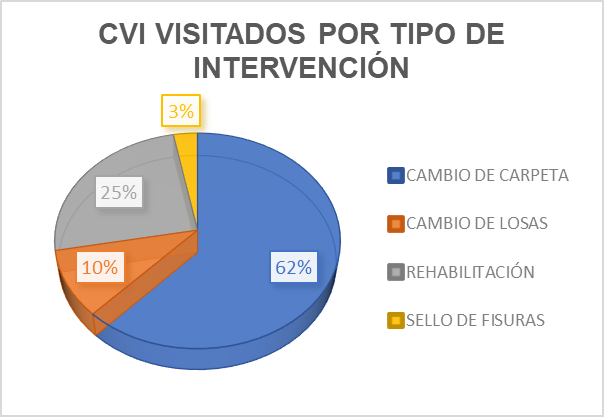 CVI VISITADOS POR TIPO DE
INTERVENCIÓN
3%
25%
10%
62%
CAMBIO DE CARPETA
CAMBIO DE LOSAS
REHABILITACIÓN
SELLO DE FISURAS